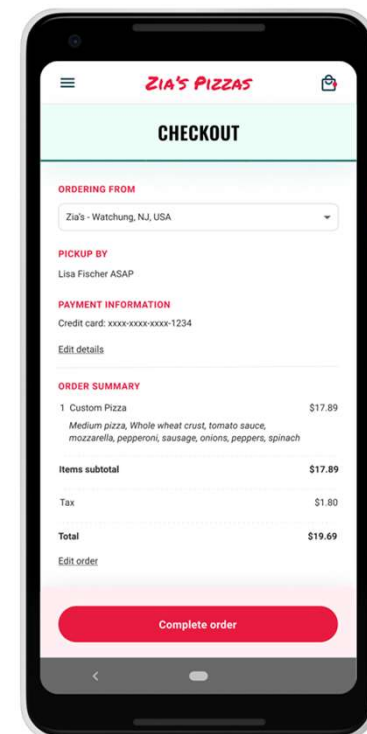 ZIA'S PIZZAS
CHECKOUT
ORDERING FROM
Zia's - Watchung, NJ, USA
PICKUP BY
Lisa Fischer ASAP
PAYMENT INFORMATION
Credit card: xxxx-xxxx-xxxx-1234
Edit details
ORDER SUMMARY
1 Custom Pizza $17.89
Medium pizza, Whole wheat crust, tomato sauce,
mozzarella, pepperoni, sausage, onions, peppers, spinach
Items subtotal $17.89
Tax $1.80
Total $19.69
Edit order
Complete order